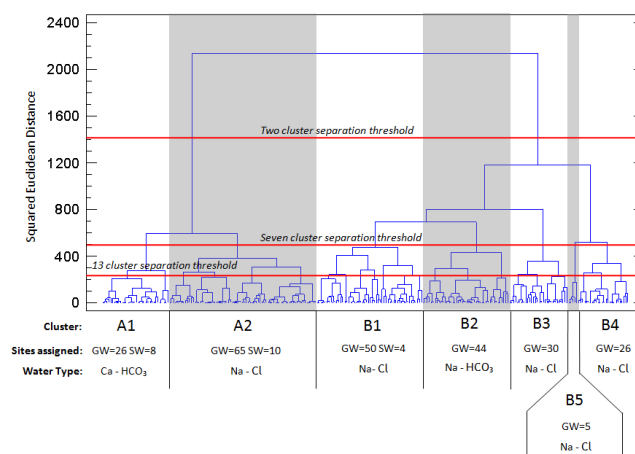 2400
2000
1600
1200
800
400
0
Squared Euclidean Distance
Two cluster separation threshold
Seven cluster separation threshold
13 cluster separation threshold
Cluster: A1 A2 B1 B2 B3 B4
Sites assigned: GW=26 SW=8 GW=65 SW=10 GW=50 SW=4 GW=44 GW=30 GW=26
Water Type: Ca - HCO₃ Na - Cl Na- Cl Na - HCO₃ Na - Cl Na - Cl
B5
GW=5
Na - Cl